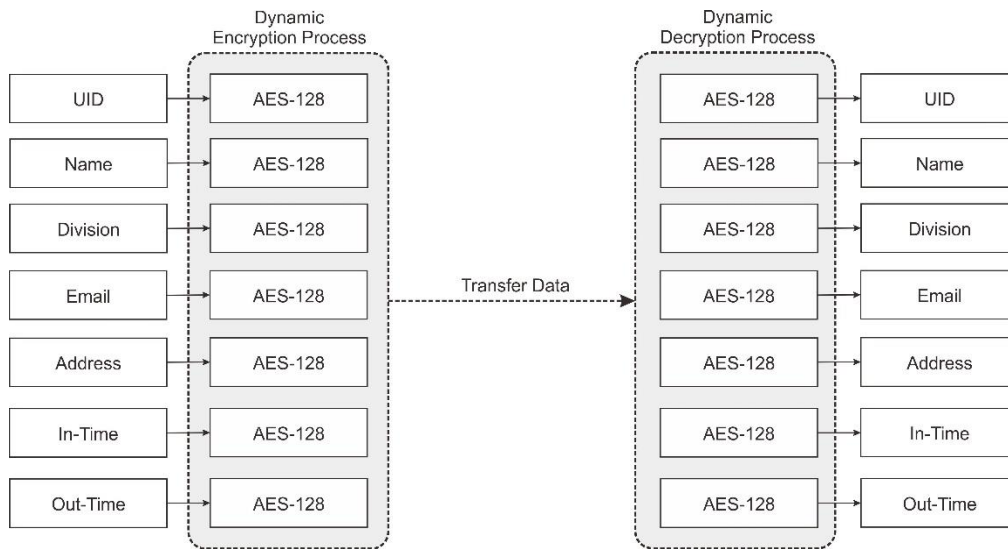 Dynamic
Encryption Process
Dynamic
Decryption Process
UID
AES-128
AES-128
UID
Name
AES-128
AES-128
Name
Division
AES-128
AES-128
Division
Email
AES-128
Transfer Data
AES-128
Email
Address
AES-128
AES-128
Address
In-Time
AES-128
AES-128
In-Time
Out-Time
AES-128
AES-128
Out-Time